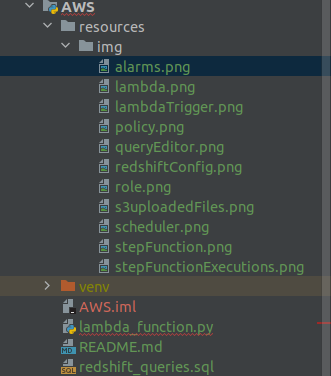 AWS
resources
img
alarms.png
lambda.png
lambdaTrigger.png
policy.png
queryEditor.png
redshiftConfig.png
role.png
s3uploadedFiles.png
scheduler.png
stepFunction.png
stepFunctionExecutions.png
venv
AWS.iml
lambda_function.py
README.md
redshift_queries.sql